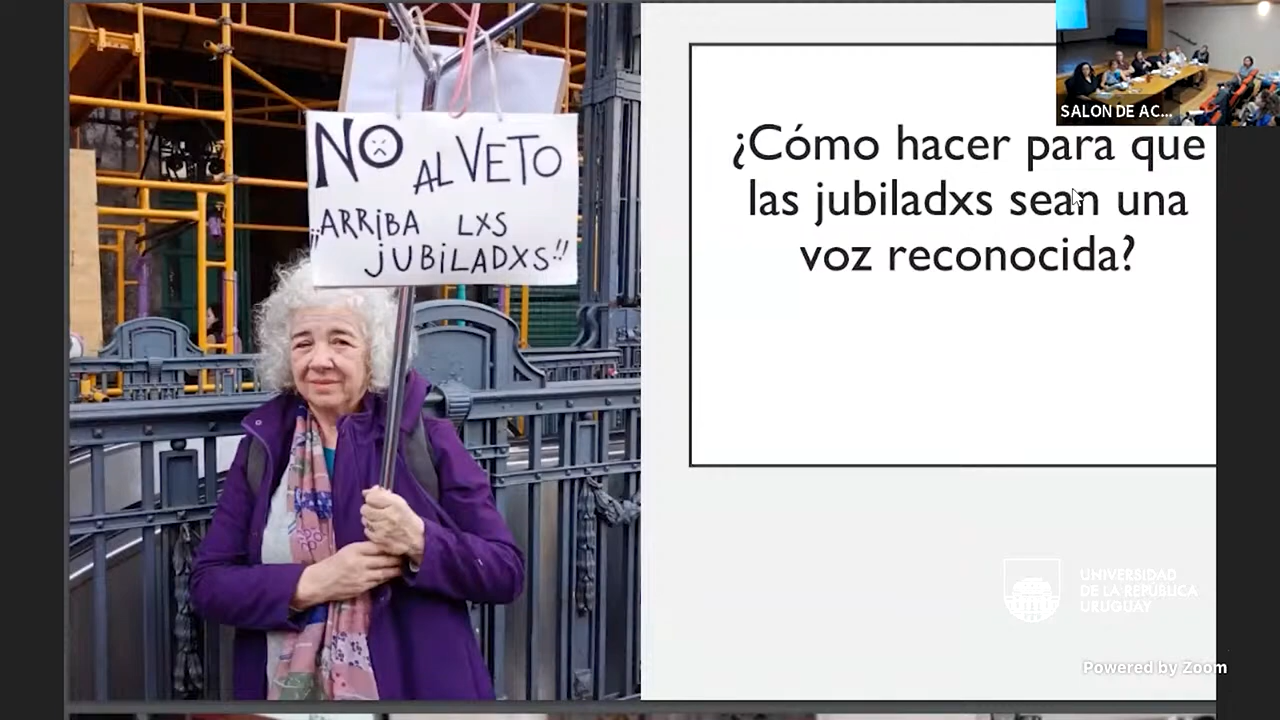 NO AL VETO
¡¡ARRIBA LXS
JUBILADXS!!
SALON DE AC...
¿Cómo hacer para que
las jubiladxs sean una
voz reconocida?
UNIVERSIDAD
DE LA REPÚBLICA
URUGUAY
Powered by Zoom